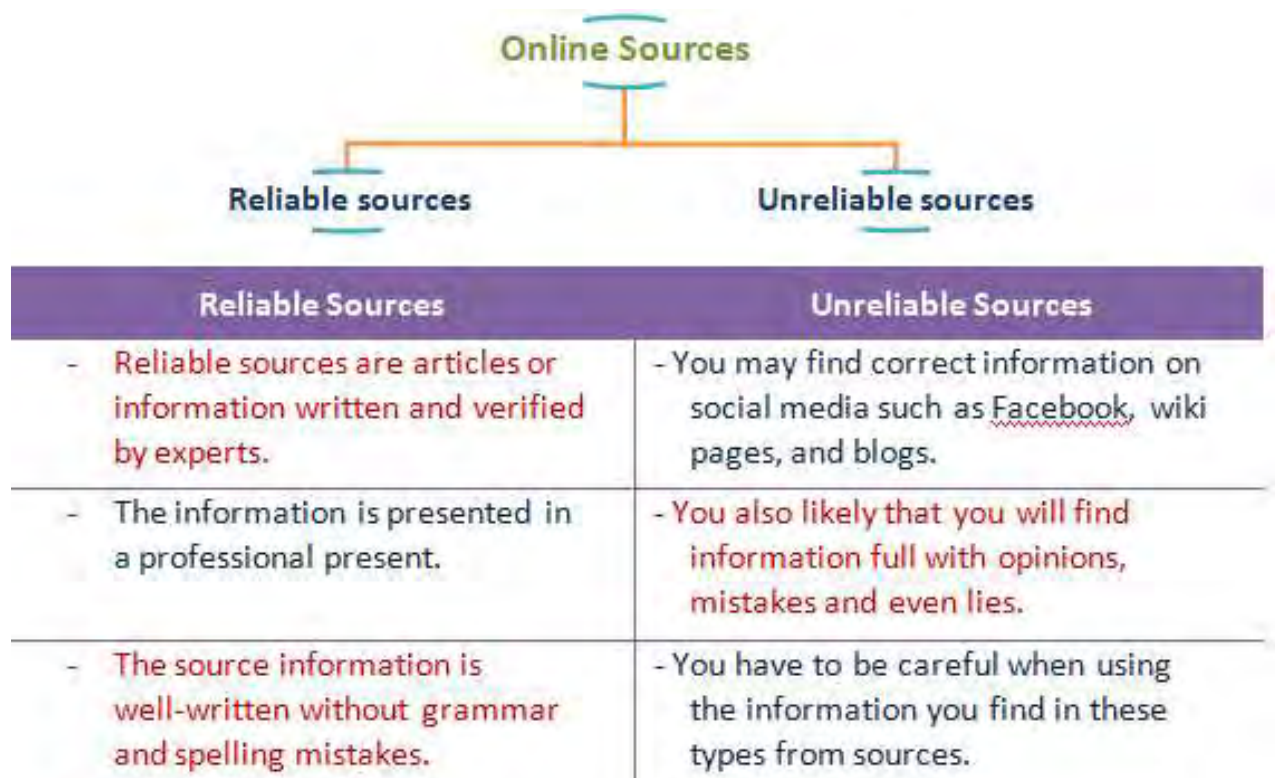 Online Sources
Reliable sources
Unreliable sources
Reliable Sources
Unreliable Sources
- Reliable sources are articles or
information written and verified
by experts.
- You may find correct information on
social media such as Facebook, wiki
pages, and blogs.
- The information is presented in
a professional present.
- You also likely that you will find
information full with opinions,
mistakes and even lies.
- The source information is
well-written without grammar
and spelling mistakes.
- You have to be careful when using
the information you find in these
types from sources.